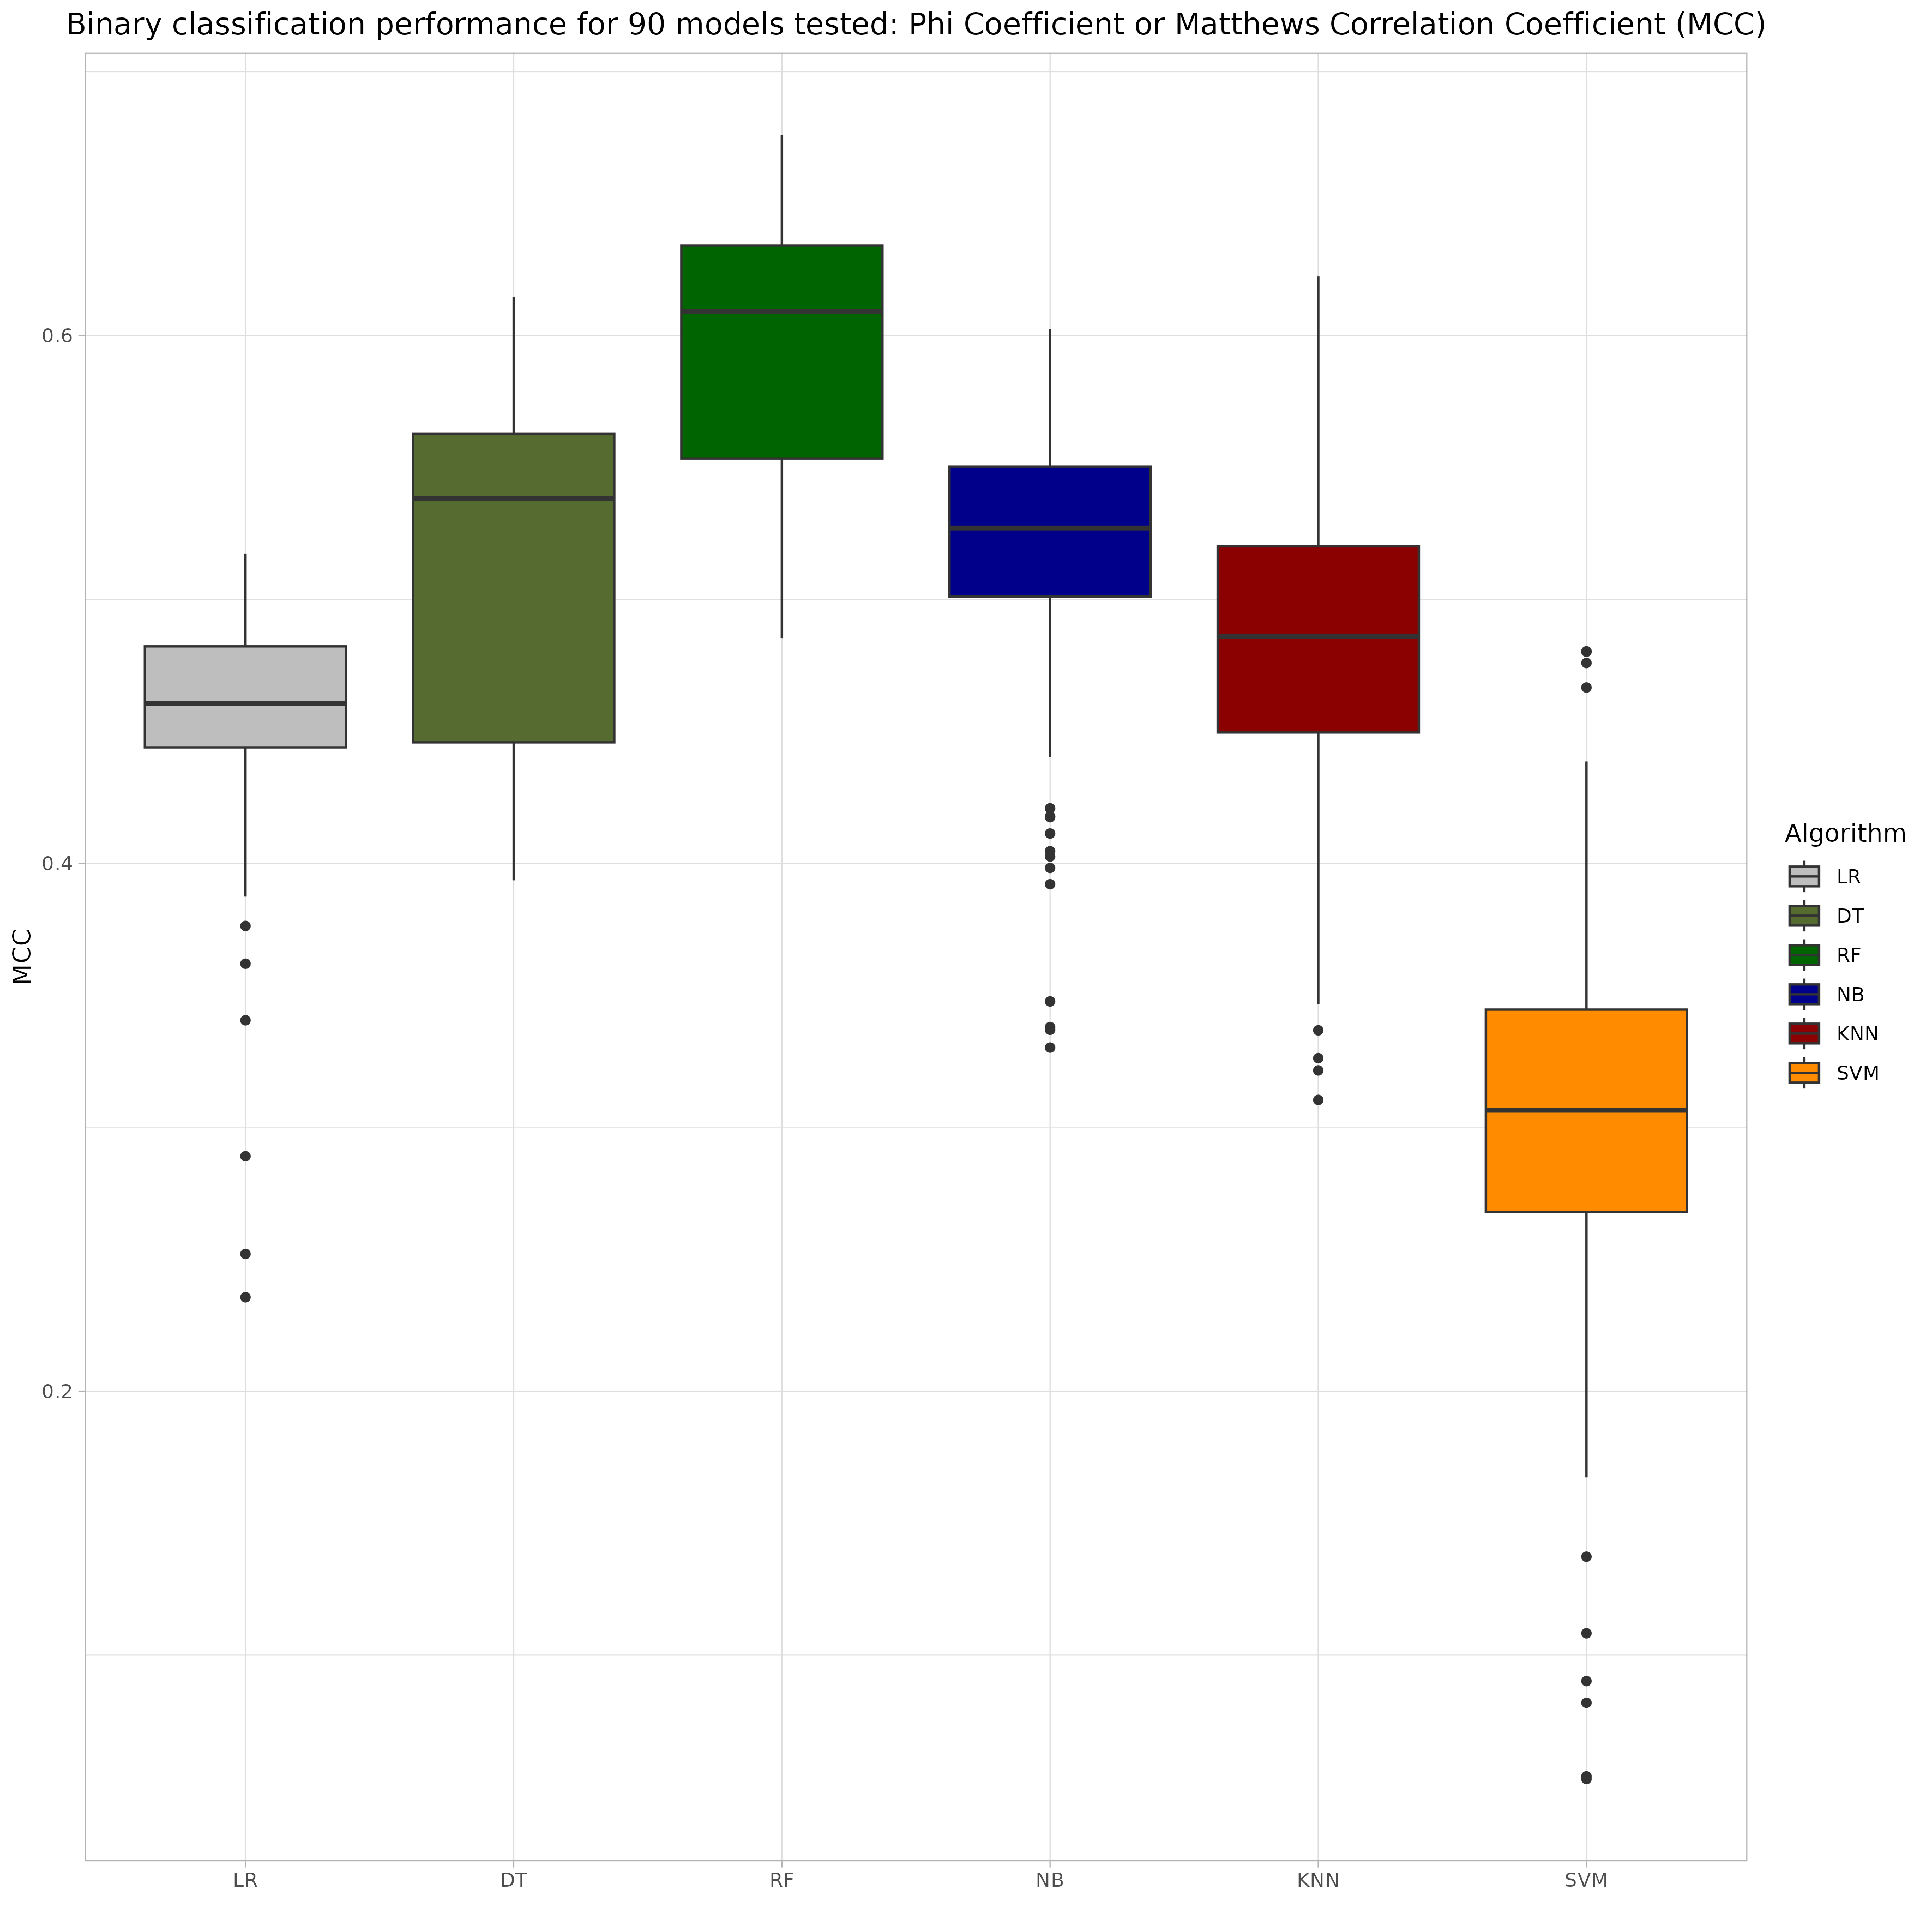 Binary classification performance for 90 models tested: Phi Coefficient or Matthews Correlation Coefficient (MCC)
0.6
0.4
0.2
MCC
LR
DT
RF
NB
KNN
SVM
Algorithm
LR
DT
RF
NB
KNN
SVM